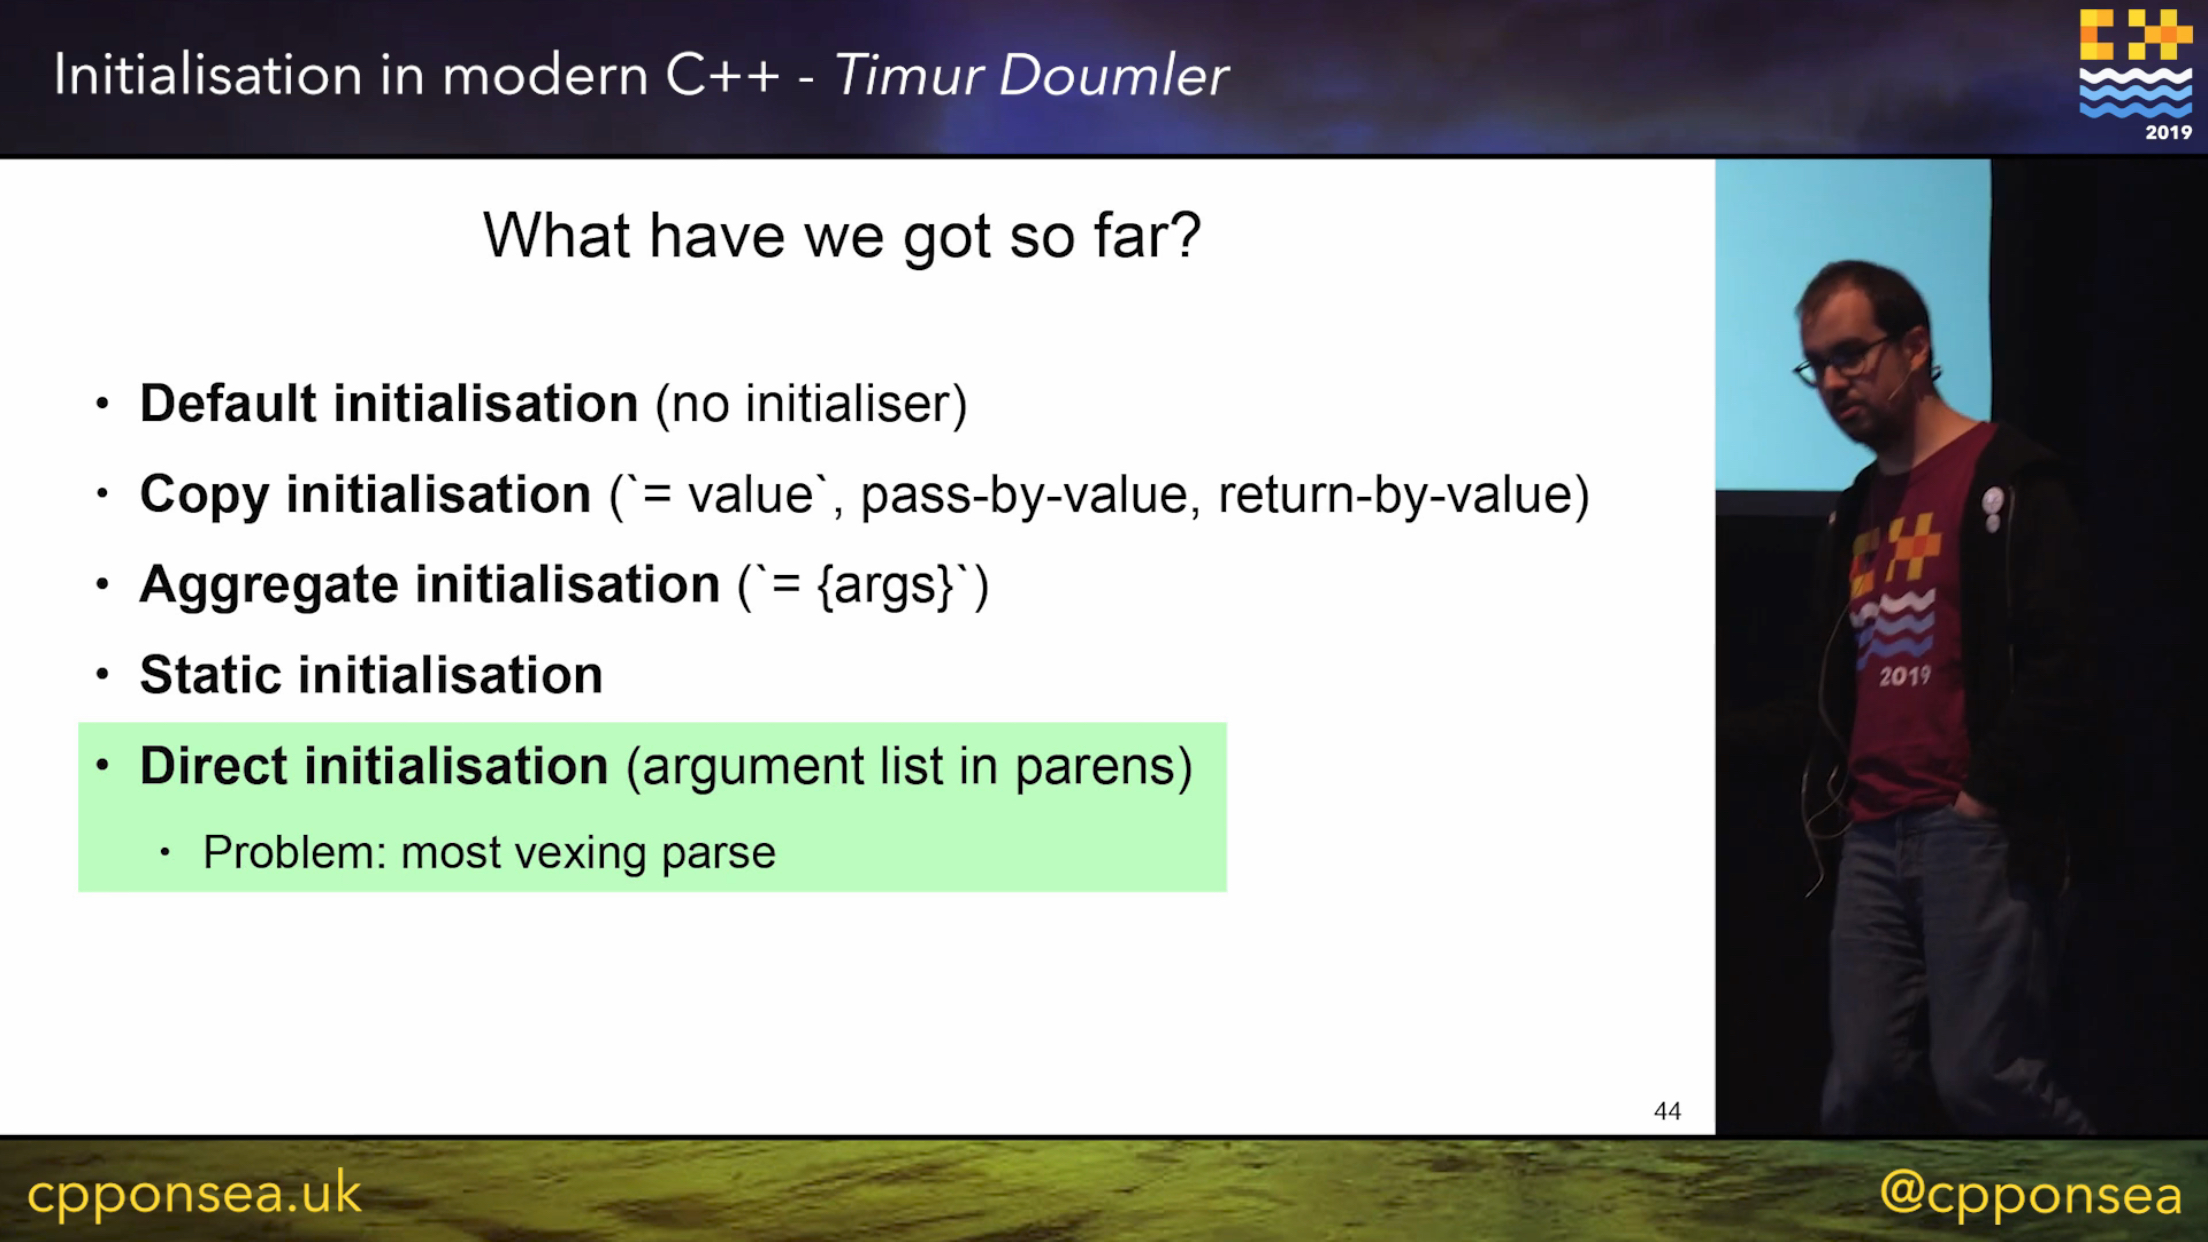 Initialisation in modern C++ - Timur Doumler
2019
What have we got so far?
• Default initialisation (no initialiser)
• Copy initialisation (`= value`, pass-by-value, return-by-value)
• Aggregate initialisation (`= {args}`)
• Static initialisation
• Direct initialisation (argument list in parens)
• Problem: most vexing parse
44
2019
cpponsea.uk
@cpponsea